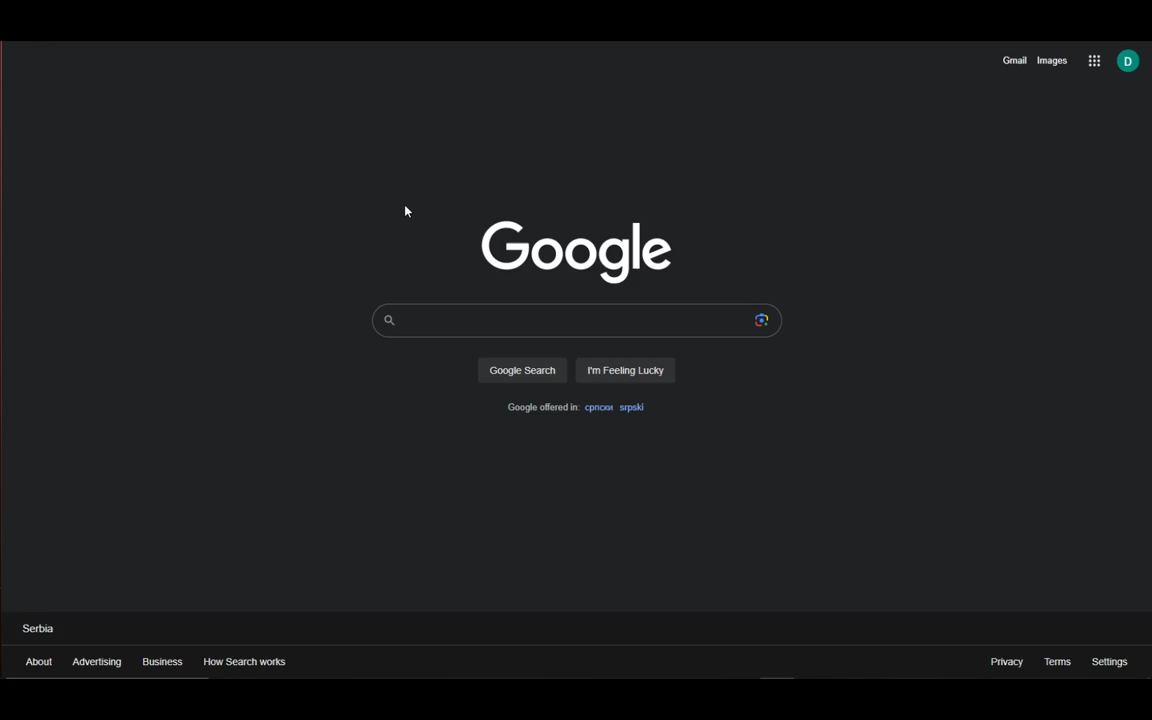 Gmail Images D
Google
Google Search I'm Feeling Lucky
Google offered in: српски srpski
Serbia
About Advertising Business How Search works Privacy Terms Settings